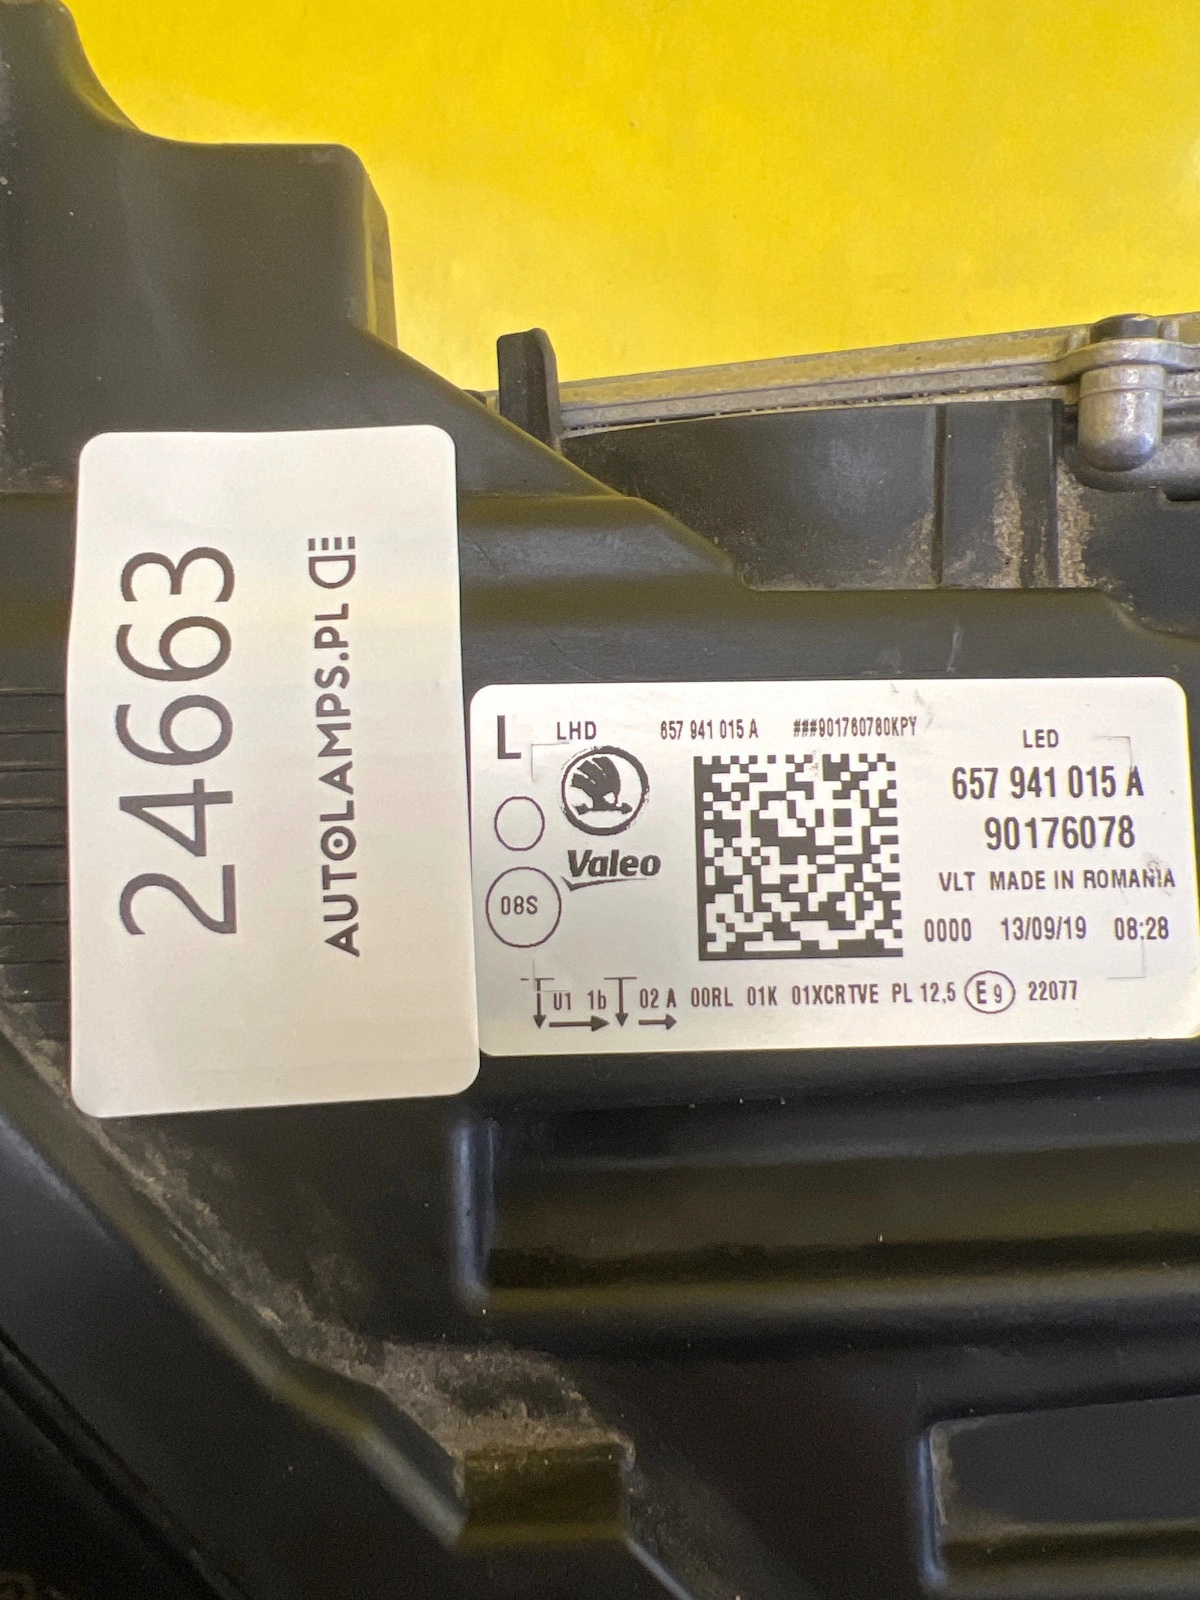 24663
AUTOLAMPS.PL
L LHD 657 941 015 A ###901760780KPY
LED
657 941 015 A
90176078
Valeo
VLT MADE IN ROMANIA
08S
0000 13/09/19 08:28
U1 1b 02 A 00RL 01K 01XCRTVE PL 12,5 E9 22077